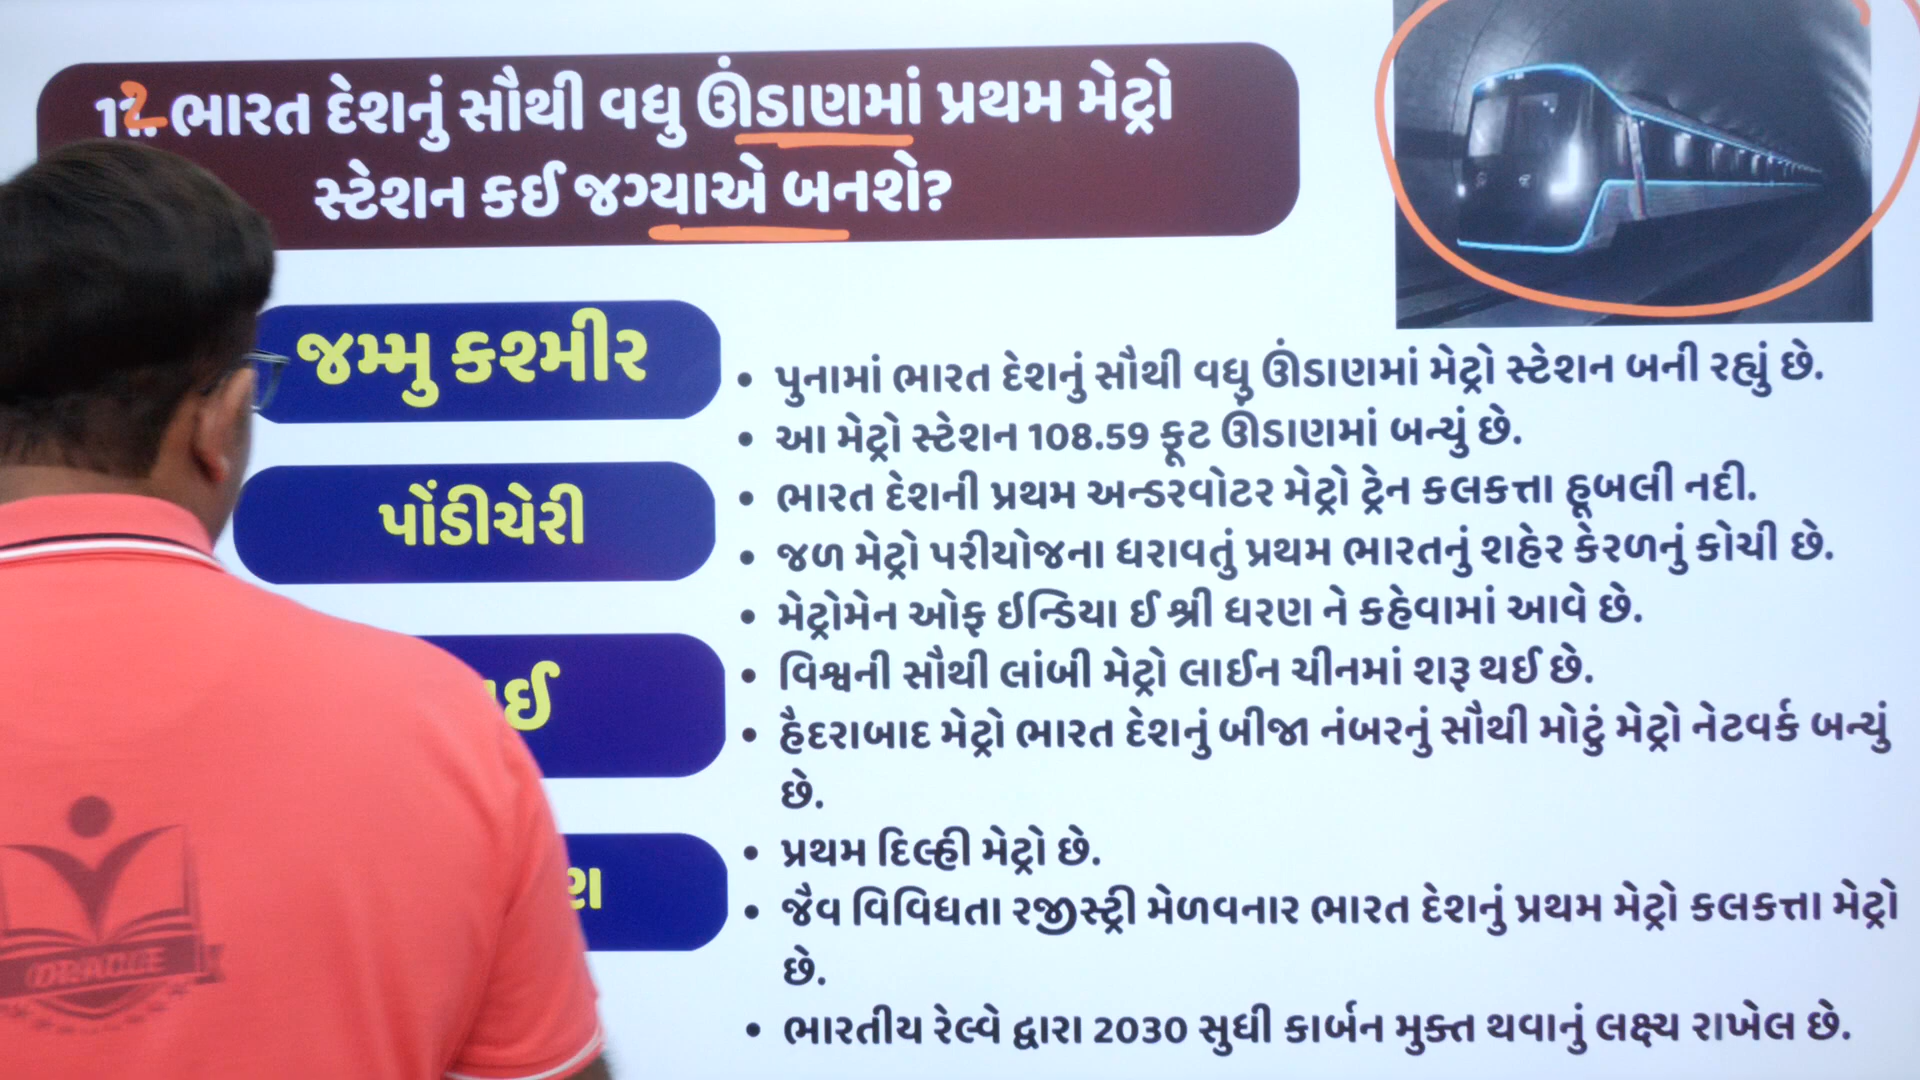 12. ભારત દેશનું સૌથી વધુ ઊંડાણમાં પ્રથમ મેટ્રો
સ્ટેશન કઈ જગ્યાએ બનશે?
જમ્મુ કશ્મીર
પોંડીચેરી
• પુનામાં ભારત દેશનું સૌથી વધુ ઊંડાણમાં મેટ્રો સ્ટેશન બની રહ્યું છે.
• આ મેટ્રો સ્ટેશન 108.59 ફૂટ ઊંડાણમાં બન્યું છે.
• ભારત દેશની પ્રથમ અન્ડરવોટર મેટ્રો ટ્રેન કલકત્તા હૂબલી નદી.
• જળ મેટ્રો પરીયોજના ધરાવતું પ્રથમ ભારતનું શહેર કેરળનું કોચી છે.
• મેટ્રોમેન ઓફ ઇન્ડિયા ઈ શ્રી ધરણ ને કહેવામાં આવે છે.
• વિશ્વની સૌથી લાંબી મેટ્રો લાઈન ચીનમાં શરૂ થઈ છે.
• હૈદરાબાદ મેટ્રો ભારત દેશનું બીજા નંબરનું સૌથી મોટું મેટ્રો નેટવર્ક બન્યું
છે.
• પ્રથમ દિલ્હી મેટ્રો છે.
• જૈવ વિવિધતા રજીસ્ટ્રી મેળવનાર ભારત દેશનું પ્રથમ મેટ્રો કલકત્તા મેટ્રો
છે.
• ભારતીય રેલ્વે દ્વારા 2030 સુધી કાર્બન મુક્ત થવાનું લક્ષ્ય રાખેલ છે.